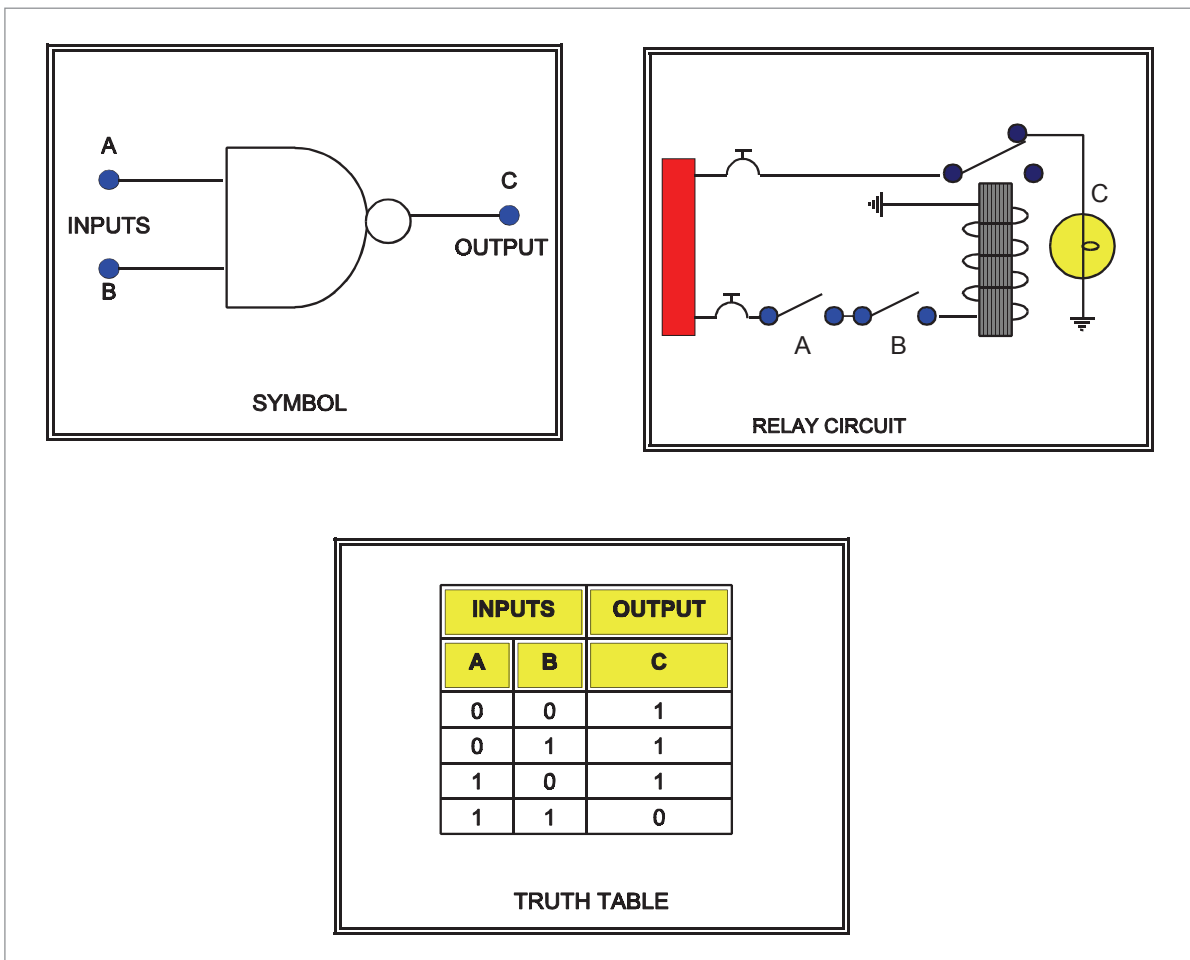 A
INPUTS
B
C
OUTPUT
SYMBOL
C
A B
RELAY CIRCUIT
INPUTS OUTPUT
A B C
0 0 1
0 1 1
1 0 1
1 1 0
TRUTH TABLE